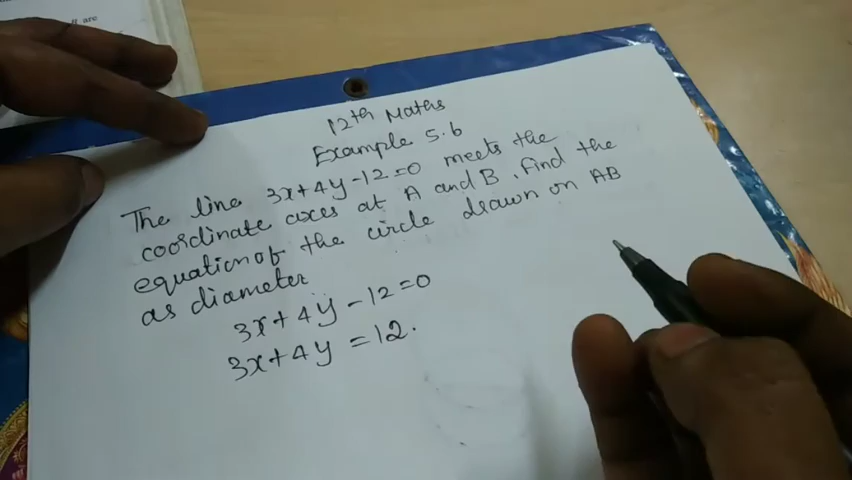 12th Maths
Example 5.6
The line 3x+4y-12=0 meets the
coordinate axes at A and B. Find the
equation of the circle drawn on AB
as diameter
3x+4y-12=0
3x+4y=12.